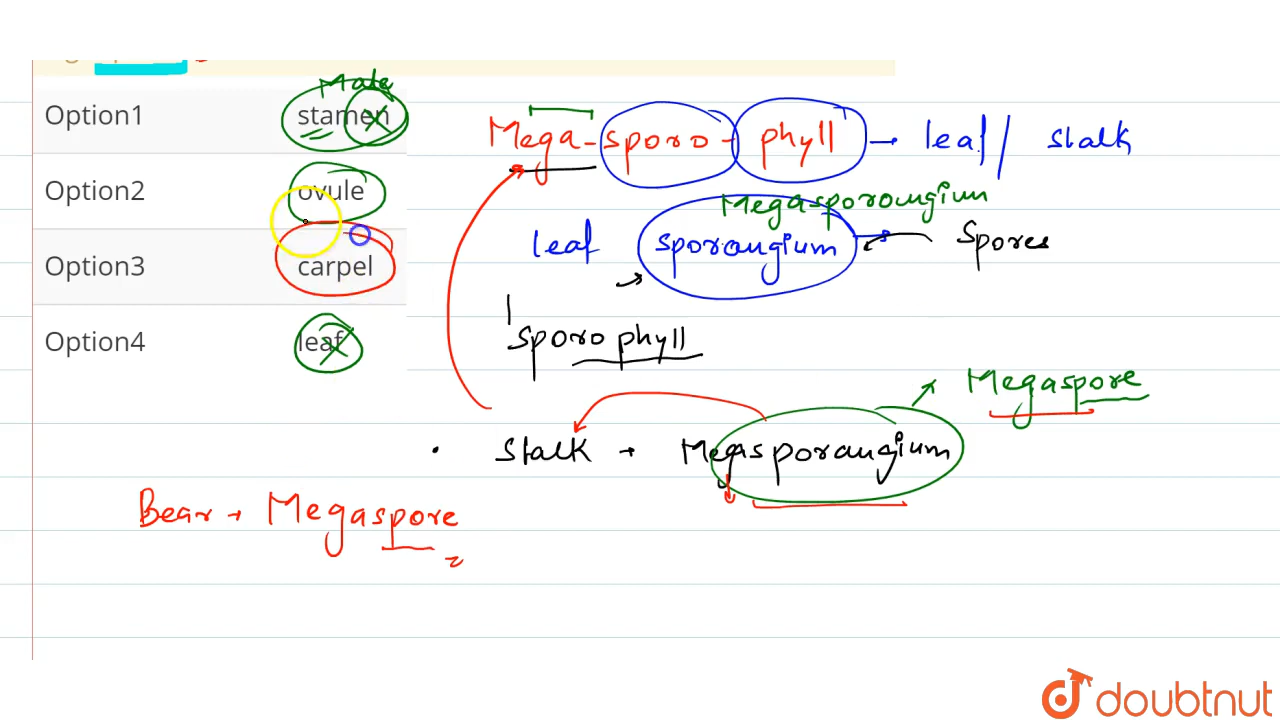 Male
Option1 stamen
Mega-sporo-phyll → leaf/ stalk
Option2 ovule
Megasporangium
leaf sporangium Spores
Option3 carpel
Sporophyll
Option4 leaf
Megaspore
Stalk → Megasporangium
Bear → Megaspore
doubtnut